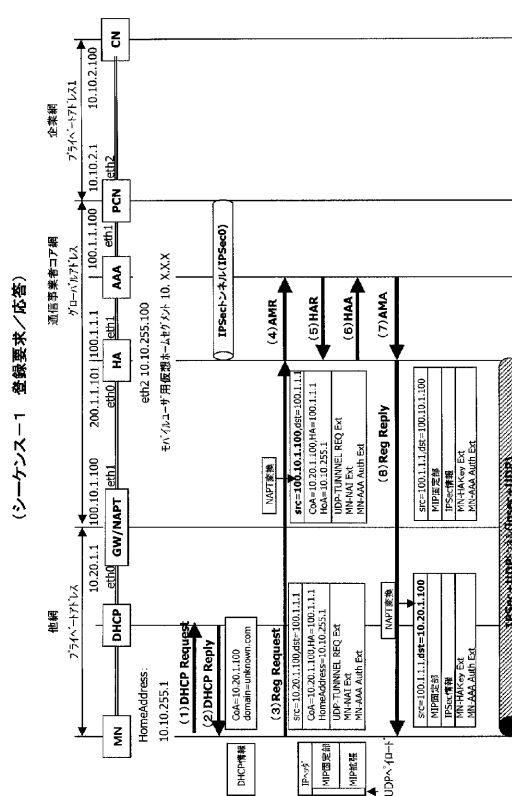 (シーケンス-1 登録要求/応答)
他網
プライベートアドレス
通信事業者コア網
グローバルアドレス
企業網
プライベートアドレス1
10.20.1.1
100.10.1.100
200.1.1.101
100.1.1.1
100.1.1.100
10.10.2.1
10.10.2.100
MN
DHCP
eth0
GW/NAPT
eth1
eth0
HA
eth1
AAA
eth1
PCN
eth2
CN
HomeAddress:
10.10.255.1
eth2 10.10.255.100
モバイルユーザ用仮想ホームセグメント 10.X.X.X
(1)DHCP Request
(2)DHCP Reply
IPSecトンネル(IPSec0)
DHCP情報
CoA=10.20.1.100
domain=unknown.com
(3)Reg Request
NAPT変換
(4)AMR
IPヘッダ
MIP固定部
MIP拡張
UDPペイロード
src=10.20.1.100,dst=100.1.1.1
CoA=10.20.1.100,HA=100.1.1.1
HomeAddress=10.10.255.1
UDP-TUNNNEL REQ Ext
MN-NAI Ext
MN-AAA Auth Ext
src=100.10.1.100,dst=100.1.1.1
CoA=10.20.1.100,HA=100.1.1.1
HoA=10.10.255.1
UDP-TUNNNEL REQ Ext
MN-NAI Ext
MN-AAA Auth Ext
(5)HAR
(6)HAA
(7)AMA
(8)Reg Reply
NAPT変換
src=100.1.1.1,dst=10.20.1.100
MIP固定部
IPSec情報
MN-HAKey Ext
MN-AAA Auth Ext
src=100.1.1.1,dst=100.10.1.100
MIP固定部
IPSec情報
MN-HAKey Ext
MN-AAA Auth Ext